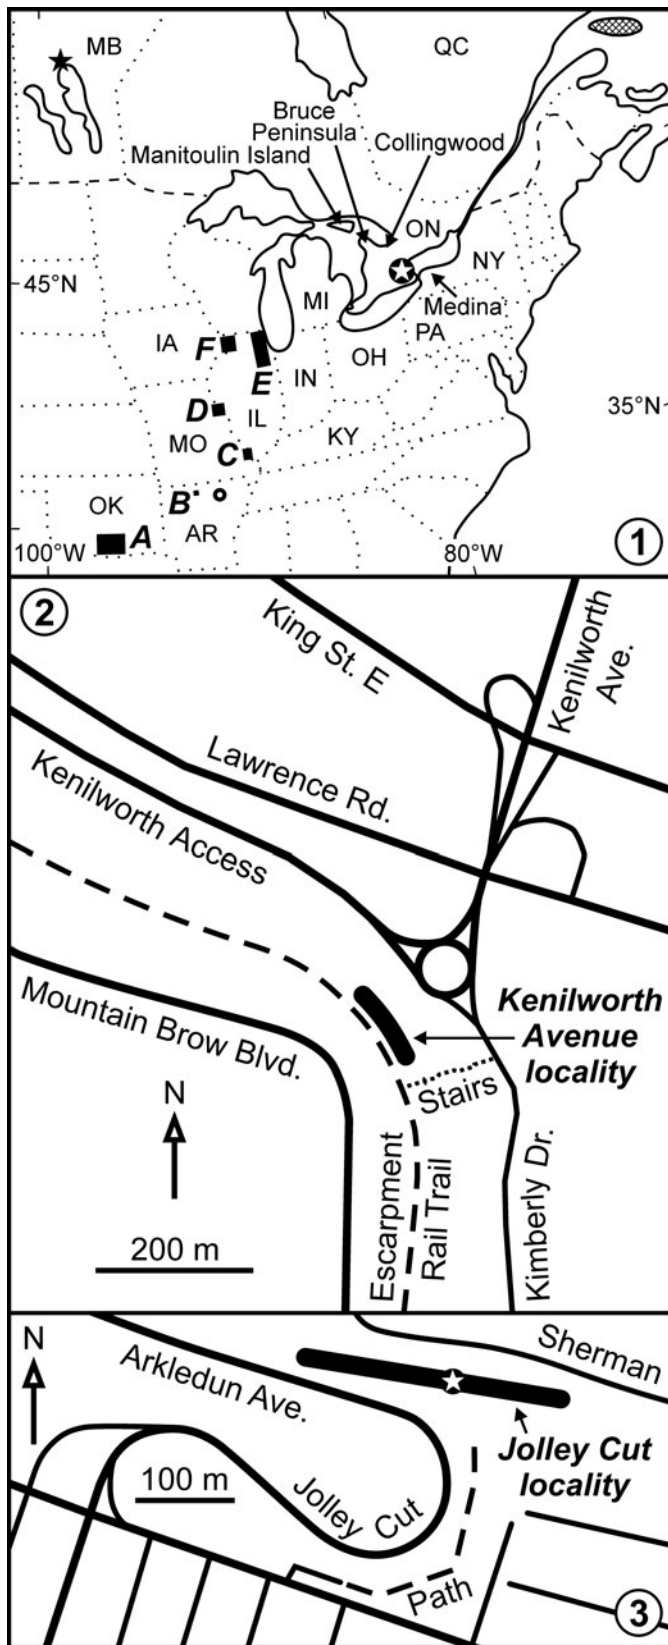 MB
QC
Bruce
Peninsula
Collingwood
Manitoulin Island
ON
NY
45°N
MI
Medina
PA
IA
F
OH
E
IN
35°N
D
IL
MO
KY
C
B
OK
A
AR
100°W
80°W
1
2
King St. E
Kenilworth
Ave.
Lawrence Rd.
Kenilworth Access
Kenilworth
Avenue
locality
Mountain Brow Blvd.
N
Stairs
Escarpment
Rail Trail
Kimberly Dr.
200 m
N
Sherman
Arkledun Ave.
Jolley Cut
locality
100 m
Jolley Cut
Path
3